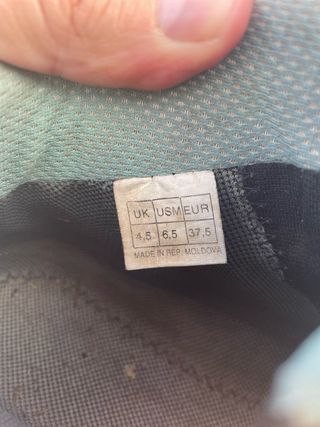 UK USM EUR
4,5 6,5 37,5
MADE IN REP. MOLDOVA